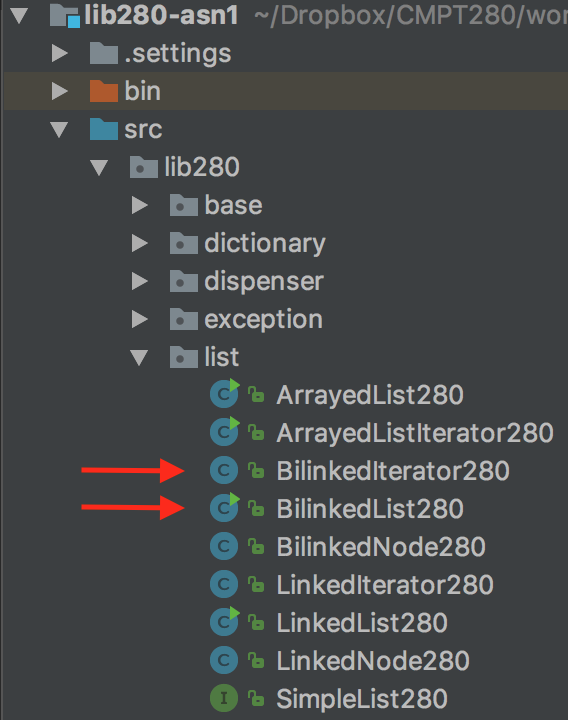 lib280-asn1 ~/Dropbox/CMPT280/wor
.settings
bin
src
lib280
base
dictionary
dispenser
exception
list
C ArrayedList280
C ArrayedListIterator280
C BilinkedIterator280
C BilinkedList280
C BilinkedNode280
C LinkedIterator280
C LinkedList280
C LinkedNode280
I SimpleList280